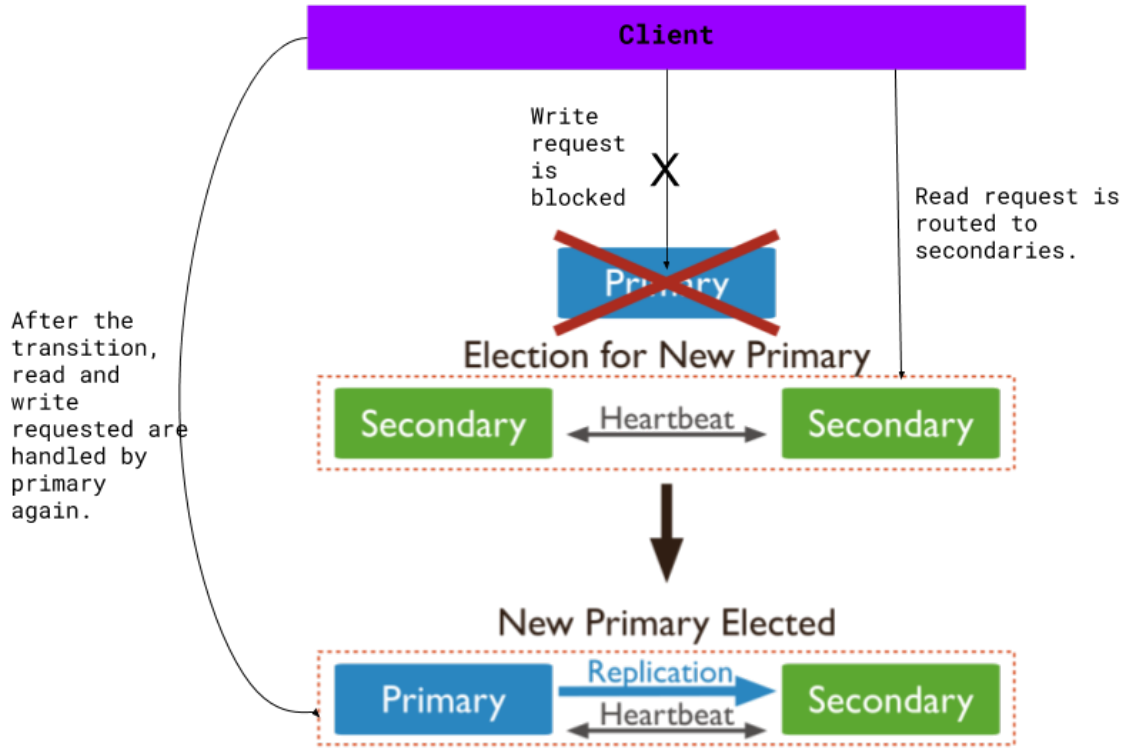 Client
Write
request
is
blocked
X
Read request is
routed to
secondaries.
Primary
Election for New Primary
Secondary
Heartbeat
Secondary
After the
transition,
read and
write
requested are
handled by
primary
again.
New Primary Elected
Primary
Replication
Heartbeat
Secondary